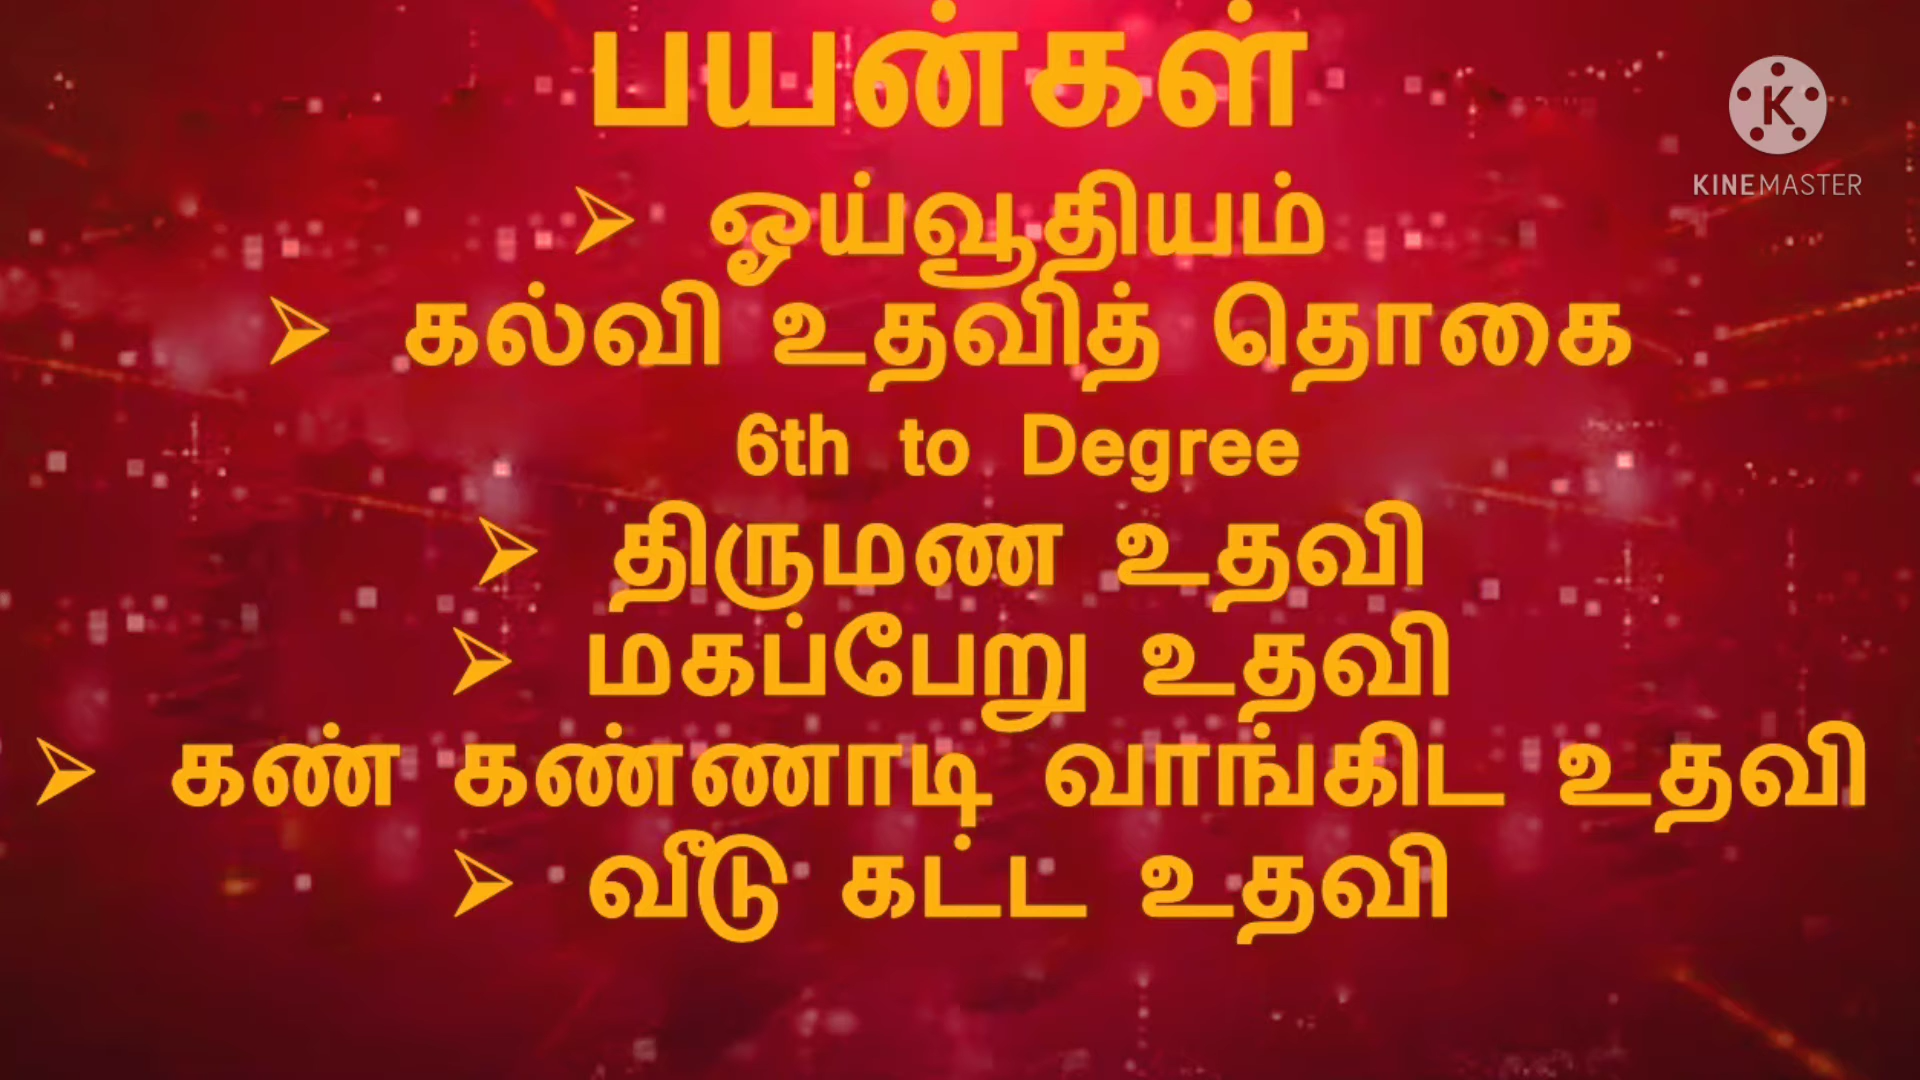 பயன்கள்
KINEMASTER
➢ ஓய்வூதியம்
➢ கல்வி உதவித் தொகை
6th to Degree
➢ திருமண உதவி
➢ மகப்பேறு உதவி
➢ கண் கண்ணாடி வாங்கிட உதவி
➢ வீடு கட்ட உதவி